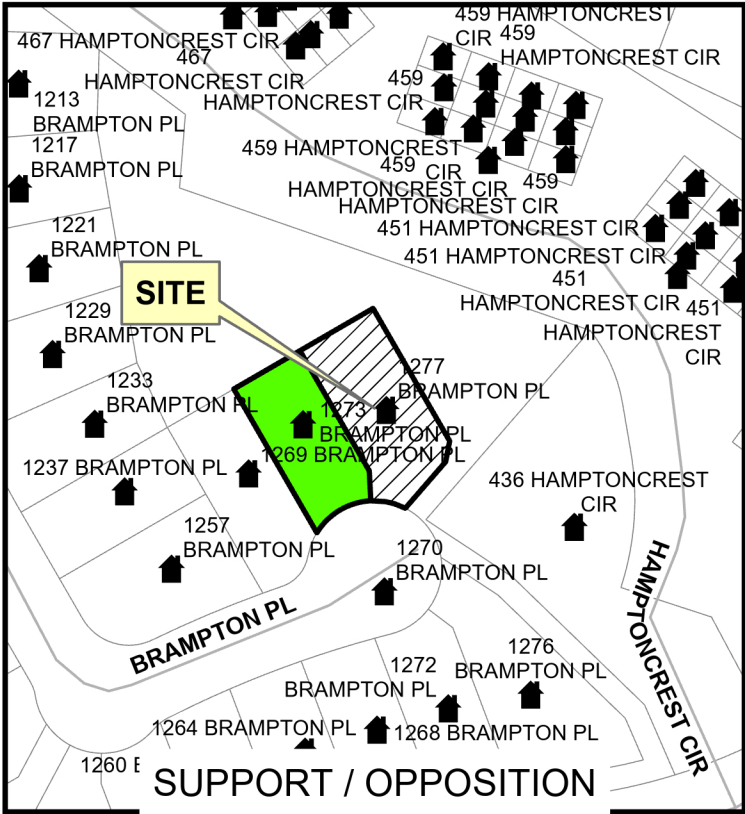 459 HAMPTONCREST
CIR
459
HAMPTONCREST CIR
467 HAMPTONCREST CIR
467
HAMPTONCREST CIR
459
HAMPTONCREST CIR
1213
BRAMPTON PL
1217
BRAMPTON PL
459 HAMPTONCREST
CIR
459
HAMPTONCREST CIR
459
HAMPTONCREST CIR
451 HAMPTONCREST CIR
1221
BRAMPTON PL
451 HAMPTONCREST CIR
451
HAMPTONCREST CIR
SITE
1229
BRAMPTON PL
451
HAMPTONCREST
CIR
1277
BRAMPTON PL
1233
BRAMPTON PL
1273
BRAMPTON PL
1269 BRAMPTON PL
1237 BRAMPTON PL
436 HAMPTONCREST
CIR
1257
BRAMPTON PL
1270
BRAMPTON PL
BRAMPTON PL
HAMPTONCREST CIR
1272
BRAMPTON PL
1276
BRAMPTON PL
1264 BRAMPTON PL
1268 BRAMPTON PL
1260
SUPPORT / OPPOSITION